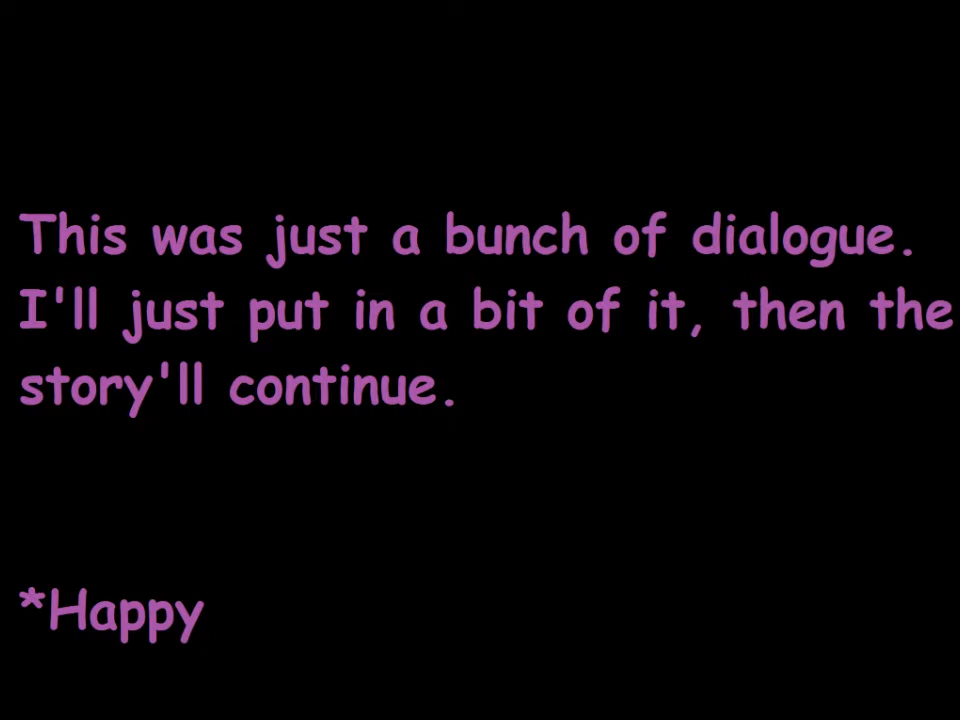 This was just a bunch of dialogue.
I'll just put in a bit of it, then the
story'll continue.
*Happy